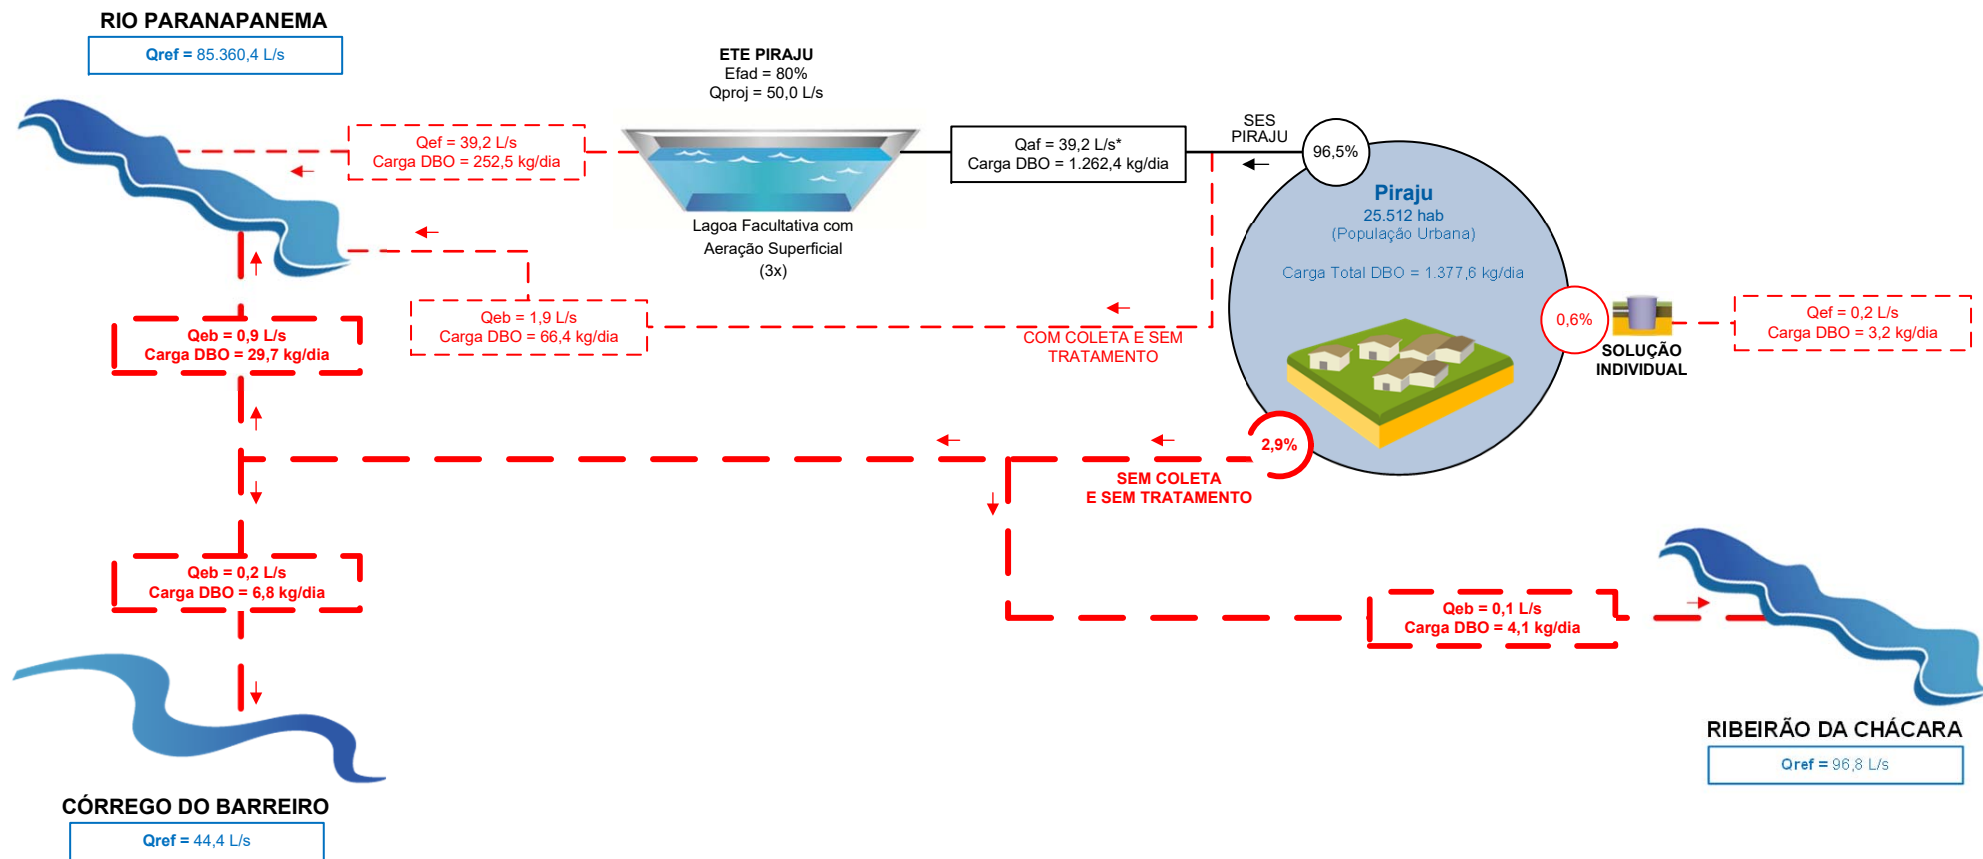 RIO PARANAPANEMA
Qref = 85.360,4 L/s
ETE PIRAJU
Efad = 80%
Qproj = 50,0 L/s
Qef = 39,2 L/s
Carga DBO = 252,5 kg/dia
Qaf = 39,2 L/s*
Carga DBO = 1.262,4 kg/dia
SES
PIRAJU
96,5%
Lagoa Facultativa com
Aeração Superficial
(3x)
Piraju
25.512 hab
(População Urbana)
Carga Total DBO = 1.377,6 kg/dia
Qeb = 1,9 L/s
Carga DBO = 66,4 kg/dia
COM COLETA E SEM
TRATAMENTO
0,6%
SOLUÇÃO
INDIVIDUAL
Qef = 0,2 L/s
Carga DBO = 3,2 kg/dia
Qeb = 0,9 L/s
Carga DBO = 29,7 kg/dia
2,9%
SEM COLETA
E SEM TRATAMENTO
Qeb = 0,2 L/s
Carga DBO = 6,8 kg/dia
Qeb = 0,1 L/s
Carga DBO = 4,1 kg/dia
RIBEIRÃO DA CHÁCARA
Qref = 96,8 L/s
CÓRREGO DO BARREIRO
Qref = 44,4 L/s